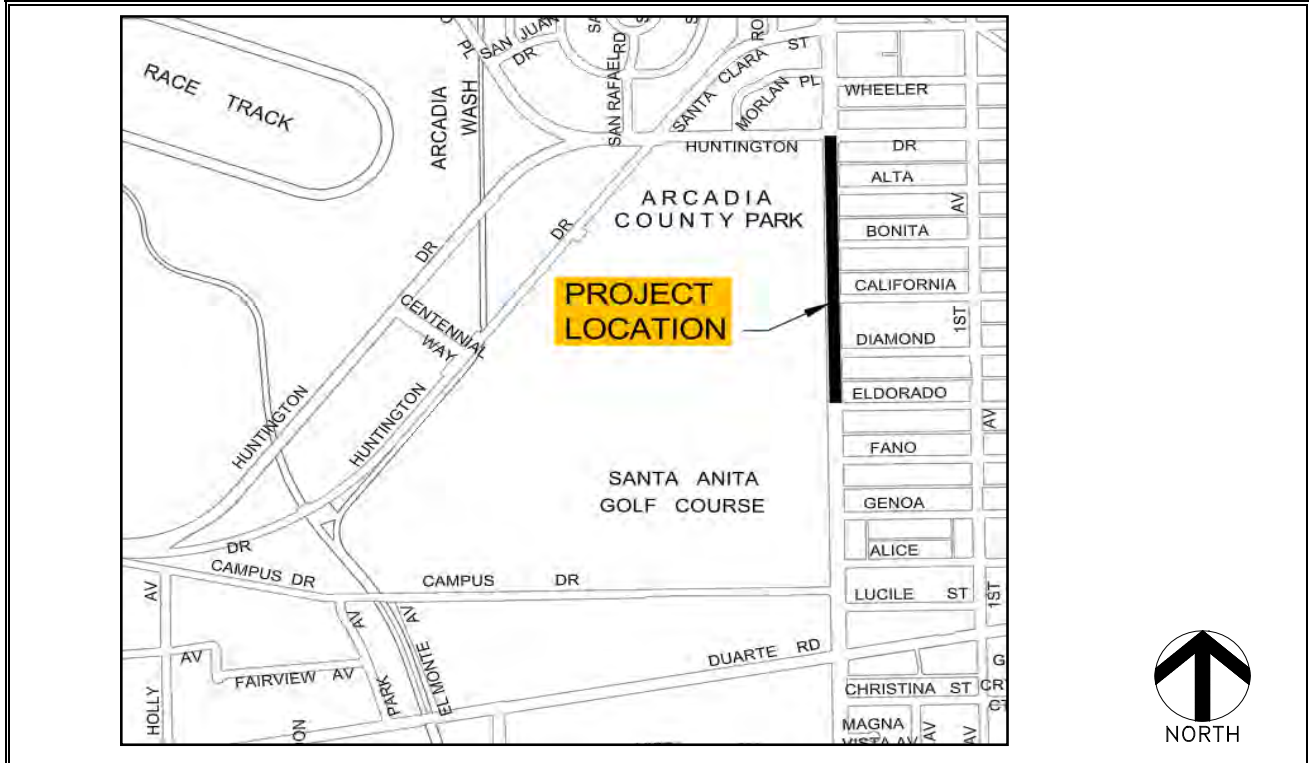 SAN JUAN
DR
PL
SAN RAFAEL RD
SANTA CLARA ST
MORLAN PL
WHEELER
RACE TRACK
ARCADIA
WASH
HUNTINGTON DR
ALTA
ARCADIA
COUNTY PARK
AV
BONITA
DR
DR
CALIFORNIA
PROJECT
LOCATION
CENTENNIAL
WAY
1ST
DIAMOND
HUNTINGTON
HUNTINGTON
ELDORADO
AV
FANO
SANTA ANITA
GOLF COURSE
GENOA
DR
ALICE
CAMPUS DR
CAMPUS DR
AV
LUCILE ST
1ST
AV
AV
DUARTE RD
AV
FAIRVIEW AV
HOLLY
PARK
EL MONTE
CHRISTINA ST
MAGNA
VISTA AV
AV
AV
NORTH